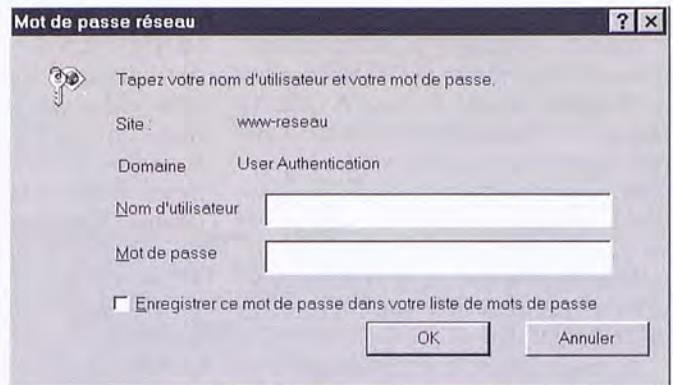 Mot de passe réseau ? ×
Tapez votre nom d'utilisateur et votre mot de passe.
Site : www-reseau
Domaine User Authentication
Nom d'utilisateur
Mot de passe
Enregistrer ce mot de passe dans votre liste de mots de passe
OK Annuler